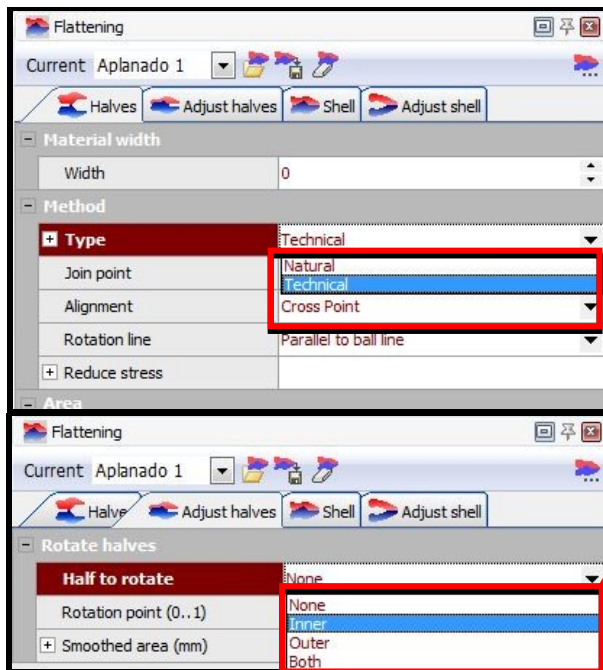 Flattening
Current Aplanado 1
Halves Adjust halves Shell Adjust shell
Material width
Width 0
Method
Type Technical
Natural
Join point
Technical
Alignment Cross Point
Rotation line Parallel to ball line
Reduce stress
Area
Flattening
Current Aplanado 1
Halve Adjust halves Shell Adjust shell
Rotate halves
Half to rotate None
None
Rotation point (0..1)
Inner
Outer
Smoothed area (mm)
Both